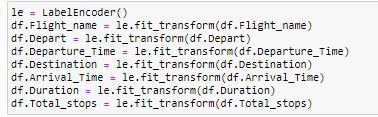 le = LabelEncoder()
df.Flight_name = le.fit_transform(df.Flight_name)
df.Depart = le.fit_transform(df.Depart)
df.Departure_Time = le.fit_transform(df.Departure_Time)
df.Destination = le.fit_transform(df.Destination)
df.Arrival_Time = le.fit_transform(df.Arrival_Time)
df.Duration = le.fit_transform(df.Duration)
df.Total_stops = le.fit_transform(df.Total_stops)